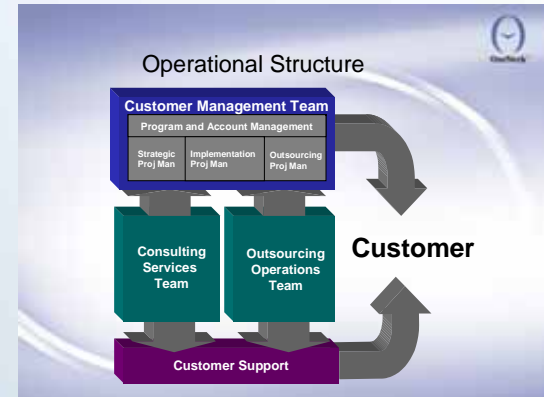 Operational Structure
OneNeck
Customer Management Team
Program and Account Management
Strategic
Proj Man
Implementation
Proj Man
Outsourcing
Proj Man
Consulting
Services
Team
Outsourcing
Operations
Team
Customer
Customer Support